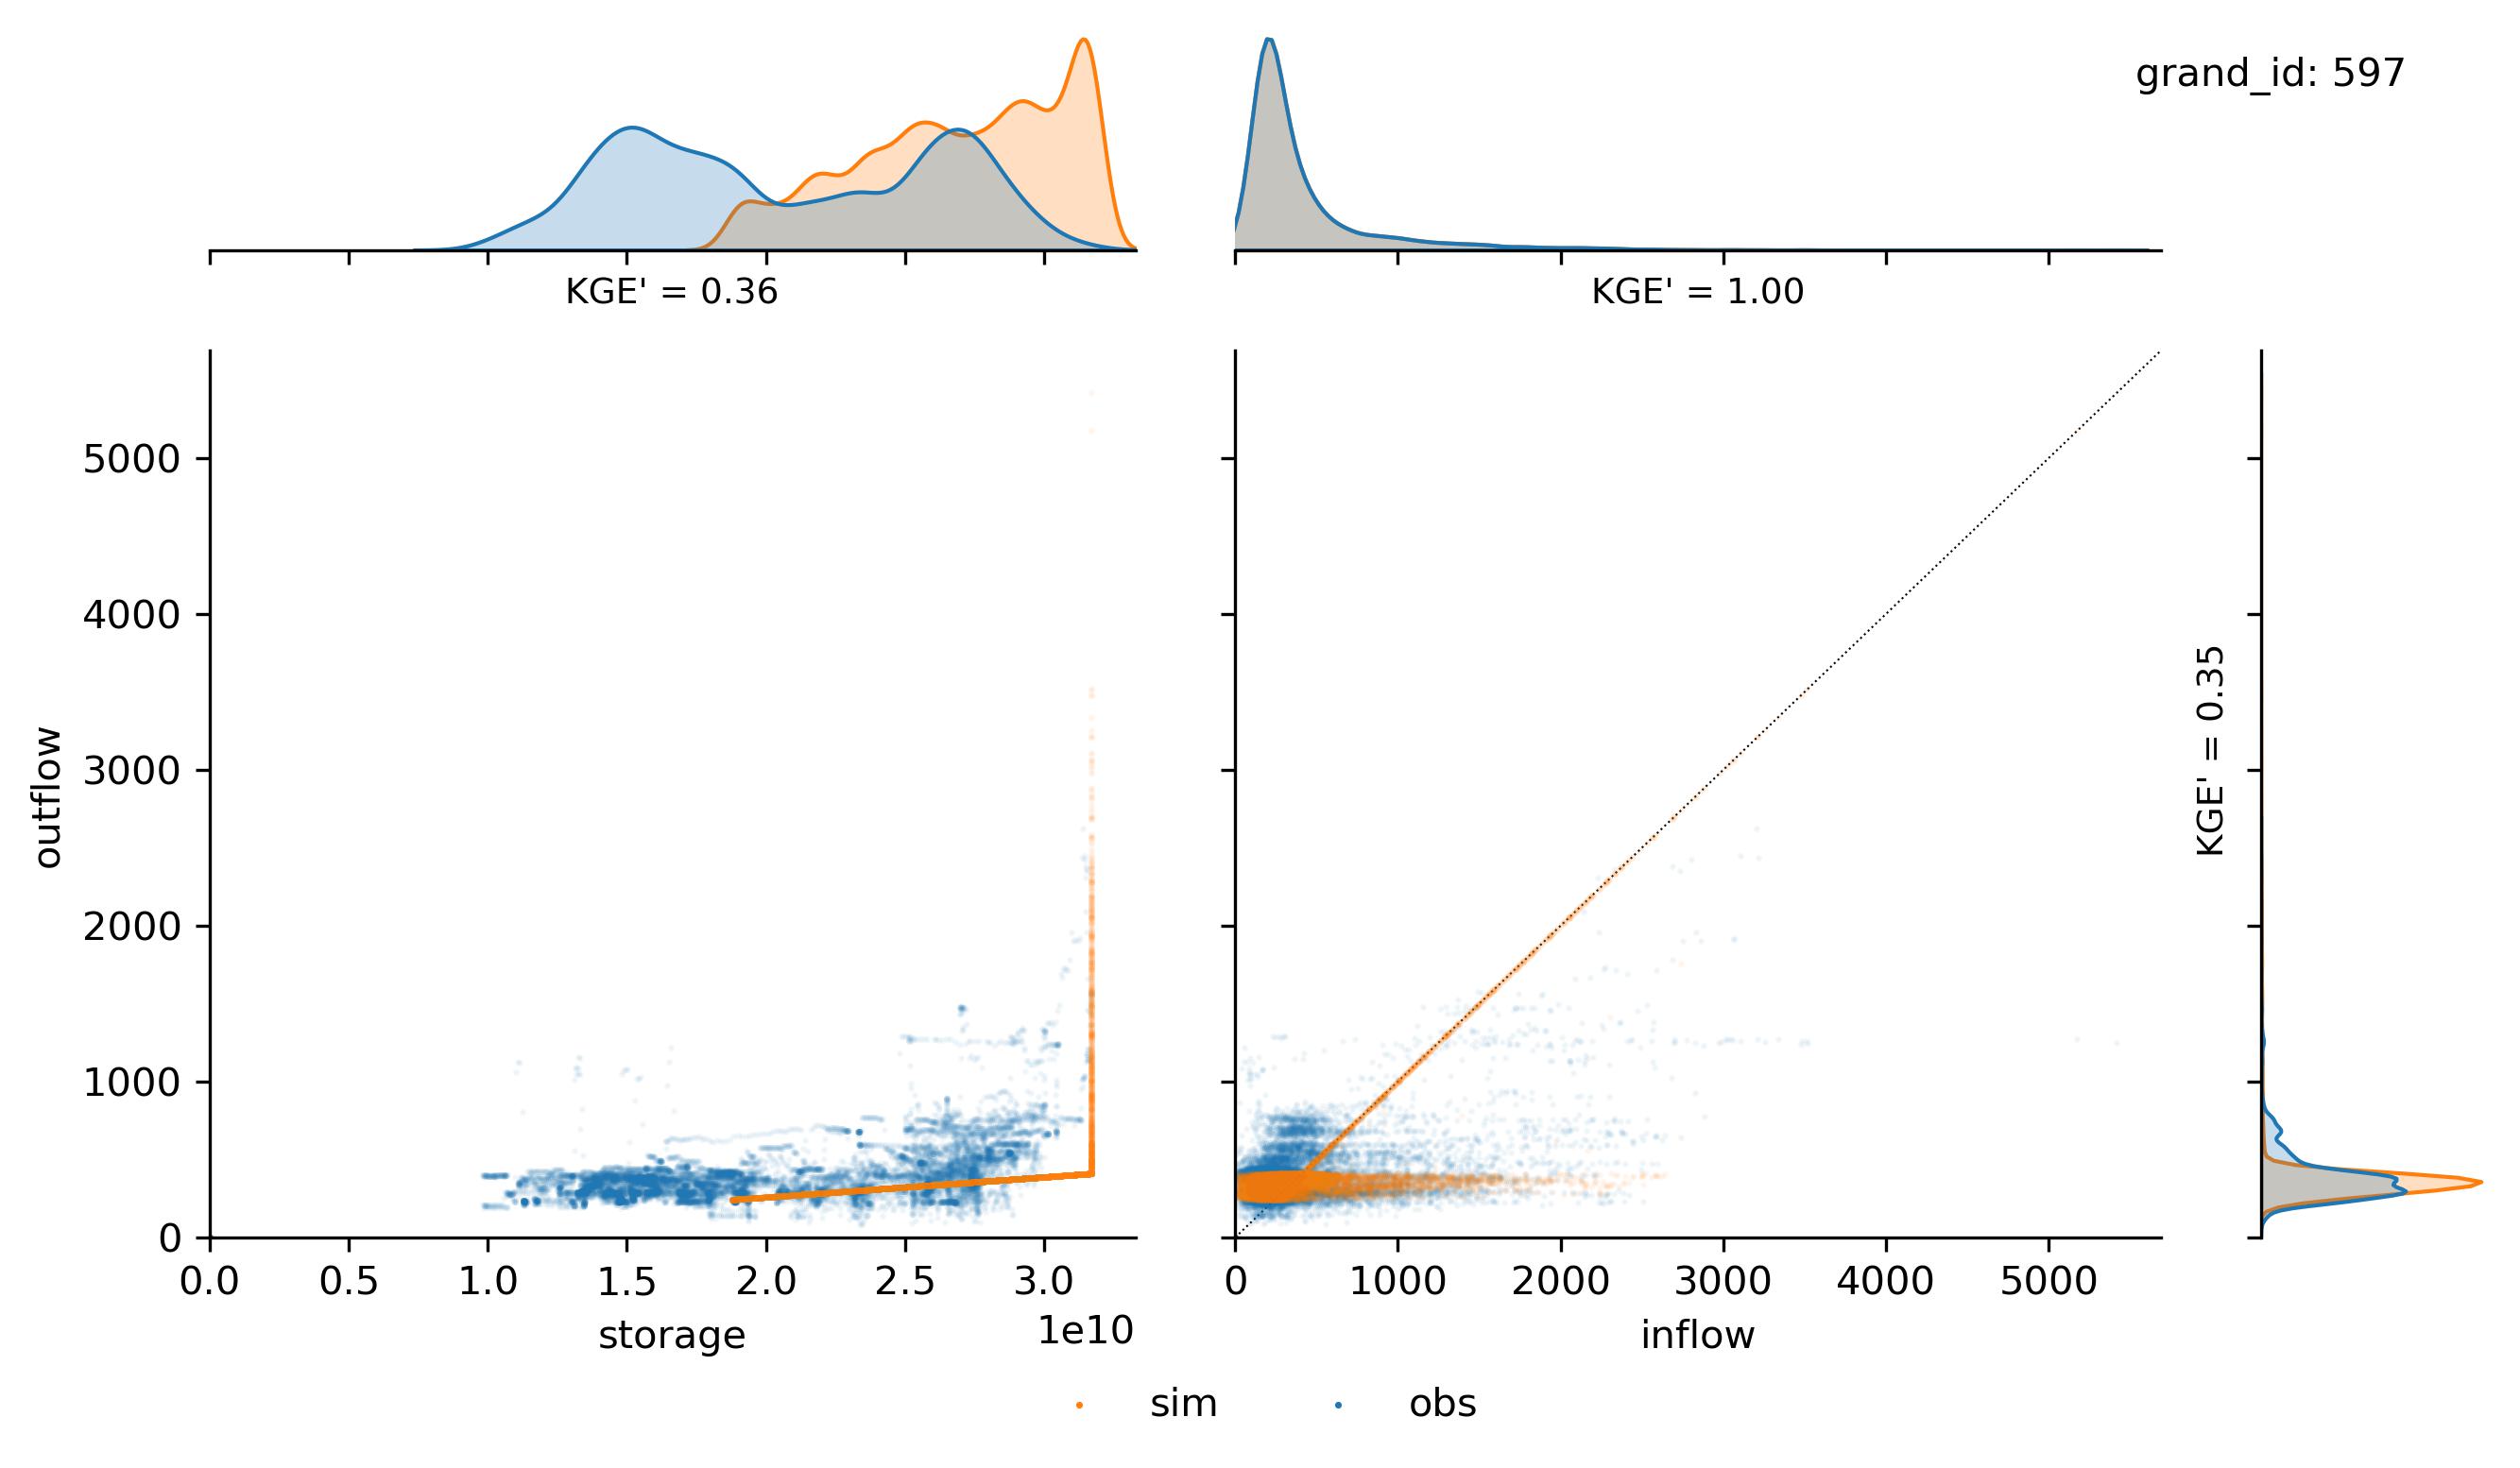 grand_id: 597
KGE' = 0.36
KGE' = 1.00
outflow
5000
4000
3000
2000
1000
0
KGE' = 0.35
0.0 0.5 1.0 1.5 2.0 2.5 3.0
1e10
storage
0 1000 2000 3000 4000 5000
inflow
sim obs